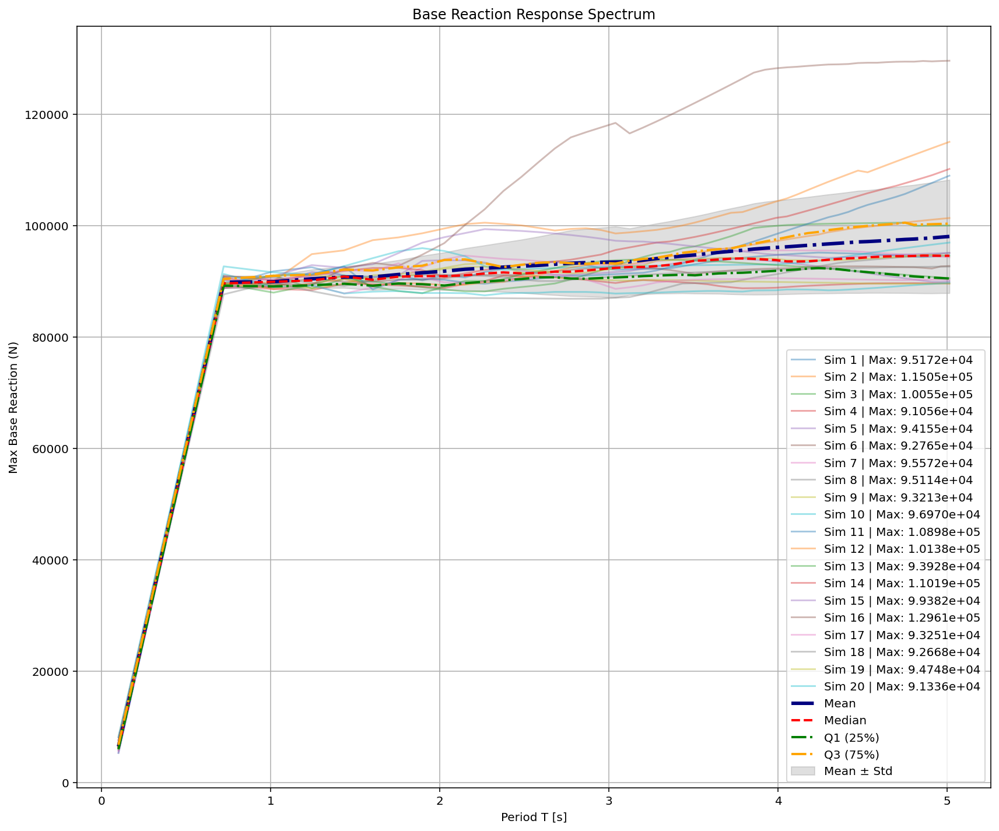 Base Reaction Response Spectrum
Max Base Reaction (N)
120000
100000
80000
60000
40000
20000
0
0 1 2 3 4 5
Period T [s]
Sim 1 | Max: 9.5172e+04
Sim 2 | Max: 1.1505e+05
Sim 3 | Max: 1.0055e+05
Sim 4 | Max: 9.1056e+04
Sim 5 | Max: 9.4155e+04
Sim 6 | Max: 9.2765e+04
Sim 7 | Max: 9.5572e+04
Sim 8 | Max: 9.5114e+04
Sim 9 | Max: 9.3213e+04
Sim 10 | Max: 9.6970e+04
Sim 11 | Max: 1.0898e+05
Sim 12 | Max: 1.0138e+05
Sim 13 | Max: 9.3928e+04
Sim 14 | Max: 1.1019e+05
Sim 15 | Max: 9.9382e+04
Sim 16 | Max: 1.2961e+05
Sim 17 | Max: 9.3251e+04
Sim 18 | Max: 9.2668e+04
Sim 19 | Max: 9.4748e+04
Sim 20 | Max: 9.1336e+04
Mean
Median
Q1 (25%)
Q3 (75%)
Mean ± Std